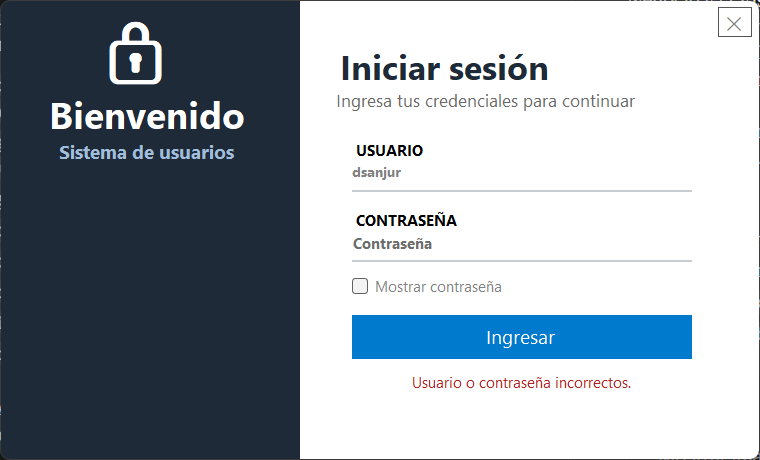 Bienvenido
Sistema de usuarios
Iniciar sesión
Ingresa tus credenciales para continuar
USUARIO
dsanjur
CONTRASEÑA
Contraseña
Mostrar contraseña
Ingresar
Usuario o contraseña incorrectos.